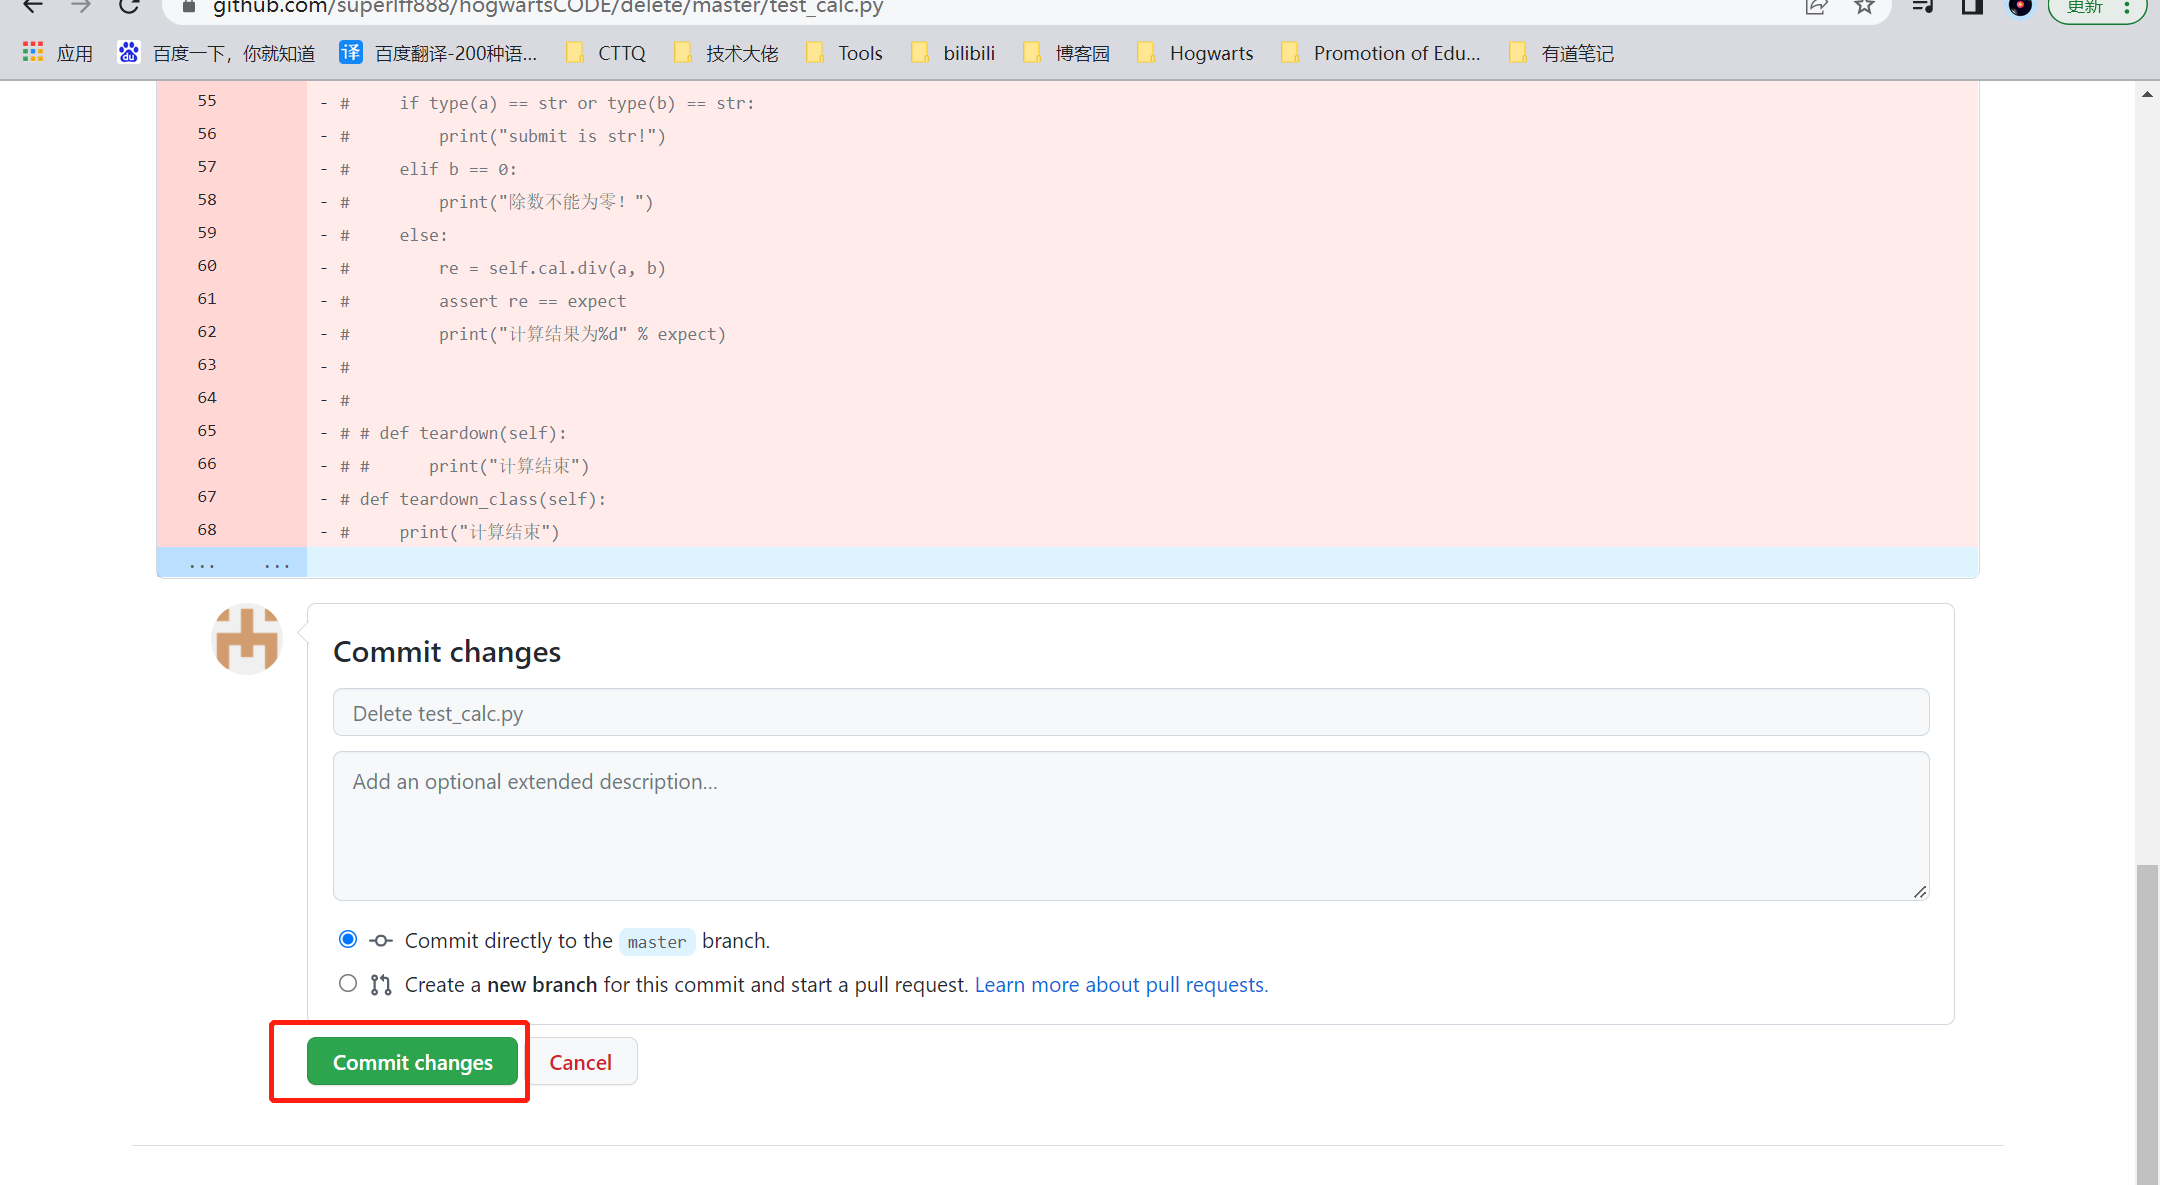 github.com/superlff888/hogwartsCODE/delete/master/test_calc.py
更新
应用 百度一下，你就知道 译 百度翻译-200种语... CTTQ 技术大佬 Tools bilibili 博客园 Hogwarts Promotion of Edu... 有道笔记
55 - #     if type(a) == str or type(b) == str:
56 - #         print("submit is str!")
57 - #     elif b == 0:
58 - #         print("除数不能为零！")
59 - #     else:
60 - #         re = self.cal.div(a, b)
61 - #         assert re == expect
62 - #         print("计算结果为%d" % expect)
63 - #
64 - #
65 - # # def teardown(self):
66 - # #      print("计算结束")
67 - # def teardown_class(self):
68 - #     print("计算结束")
... ...
Commit changes
Delete test_calc.py
Add an optional extended description...
Commit directly to the master branch.
Create a new branch for this commit and start a pull request. Learn more about pull requests.
Commit changes Cancel